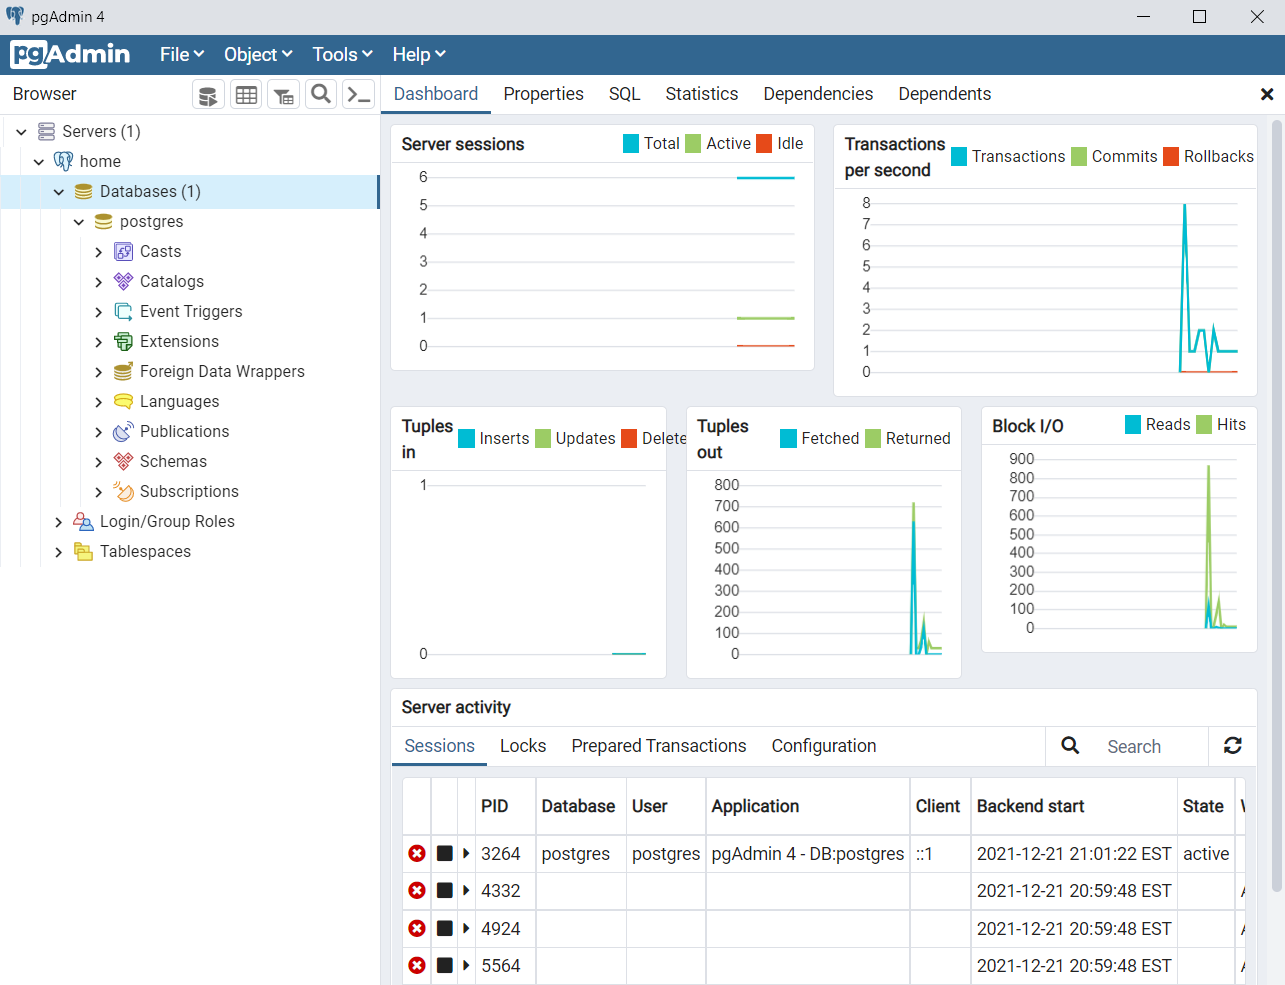 pgAdmin 4
pgAdmin File Object Tools Help
Browser
Dashboard Properties SQL Statistics Dependencies Dependents
Servers (1)
home
Databases (1)
postgres
Casts
Catalogs
Event Triggers
Extensions
Foreign Data Wrappers
Languages
Publications
Schemas
Subscriptions
Login/Group Roles
Tablespaces
Server sessions
Total Active Idle
6
5
4
3
2
1
0
Transactions
per second
Transactions Commits Rollbacks
8
7
6
5
4
3
2
1
0
Tuples
in
Inserts Updates Delete
1
0
Tuples
out
Fetched Returned
800
700
600
500
400
300
200
100
0
Block I/O
Reads Hits
900
800
700
600
500
400
300
200
100
0
Server activity
Sessions Locks Prepared Transactions Configuration Search
PID Database User Application Client Backend start State
3264 postgres postgres pgAdmin 4 - DB:postgres ::1 2021-12-21 21:01:22 EST active
4332 2021-12-21 20:59:48 EST
4924 2021-12-21 20:59:48 EST
5564 2021-12-21 20:59:48 EST